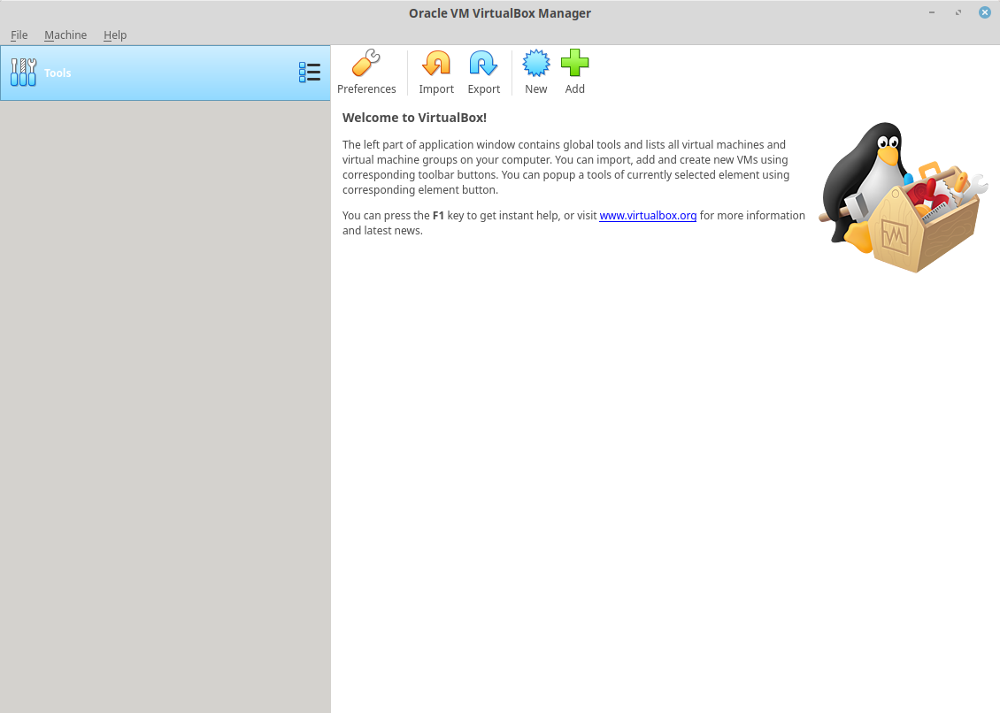 Oracle VM VirtualBox Manager
File Machine Help
Tools
Preferences Import Export New Add
Welcome to VirtualBox!
The left part of application window contains global tools and lists all virtual machines and
virtual machine groups on your computer. You can import, add and create new VMs using
corresponding toolbar buttons. You can popup a tools of currently selected element using
corresponding element button.
You can press the F1 key to get instant help, or visit www.virtualbox.org for more information
and latest news.